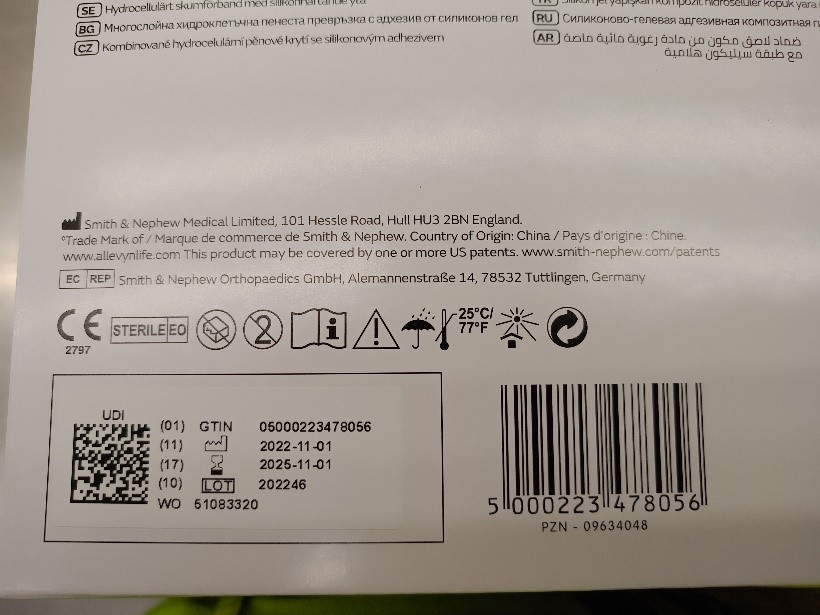 SE Hydrocellulärt skumförband med
BG Многослойна хидроклетъчна пенеста превръзка с адхезив от силиконов гел
CZ Kombinované hydrocelulární pěnové krytí se silikonovým adhezivem
RU Силиконово-гелевая адгезивная композитная
AR ضماد لاصق مكون من مادة رغوية مائية ماصة
مع طبقة سيليكون هلامية
Smith & Nephew Medical Limited, 101 Hessle Road, Hull HU3 2BN England.
°Trade Mark of / Marque de commerce de Smith & Nephew. Country of Origin: China / Pays d'origine : Chine.
www.allevynlife.com This product may be covered by one or more US patents. www.smith-nephew.com/patents
EC REP Smith & Nephew Orthopaedics GmbH, Alemannenstraße 14, 78532 Tuttlingen, Germany
CE
2797
STERILE EO
2
i
25°C/
77°F
UDI
(01) GTIN 05000223478056
(11) 2022-11-01
(17) 2025-11-01
(10) LOT 202246
WO 51083320
5 000223 478056
PZN - 09634048